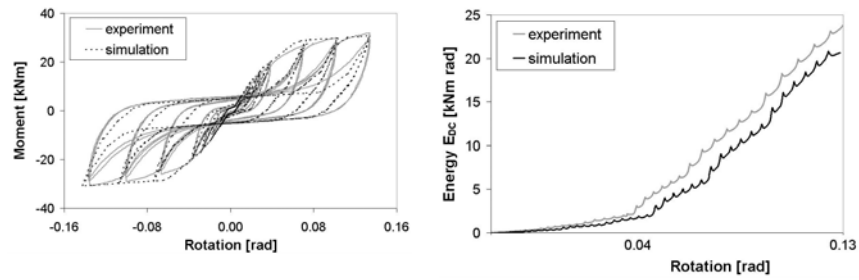 experiment
simulation
Moment [kNm]
40
20
0
-20
-40
-0.16
-0.08
0.00
0.08
0.16
Rotation [rad]
experiment
simulation
Energy E_DC [kNm rad]
25
20
15
10
5
0
0.04
0.13
Rotation [rad]